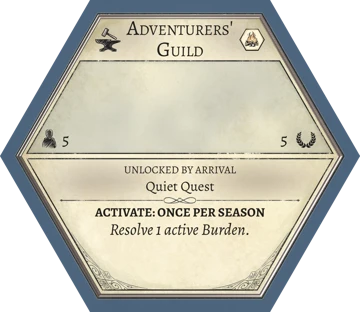 ADVENTURERS'
GUILD
5 5
UNLOCKED BY ARRIVAL
Quiet Quest
ACTIVATE: ONCE PER SEASON
Resolve 1 active Burden.